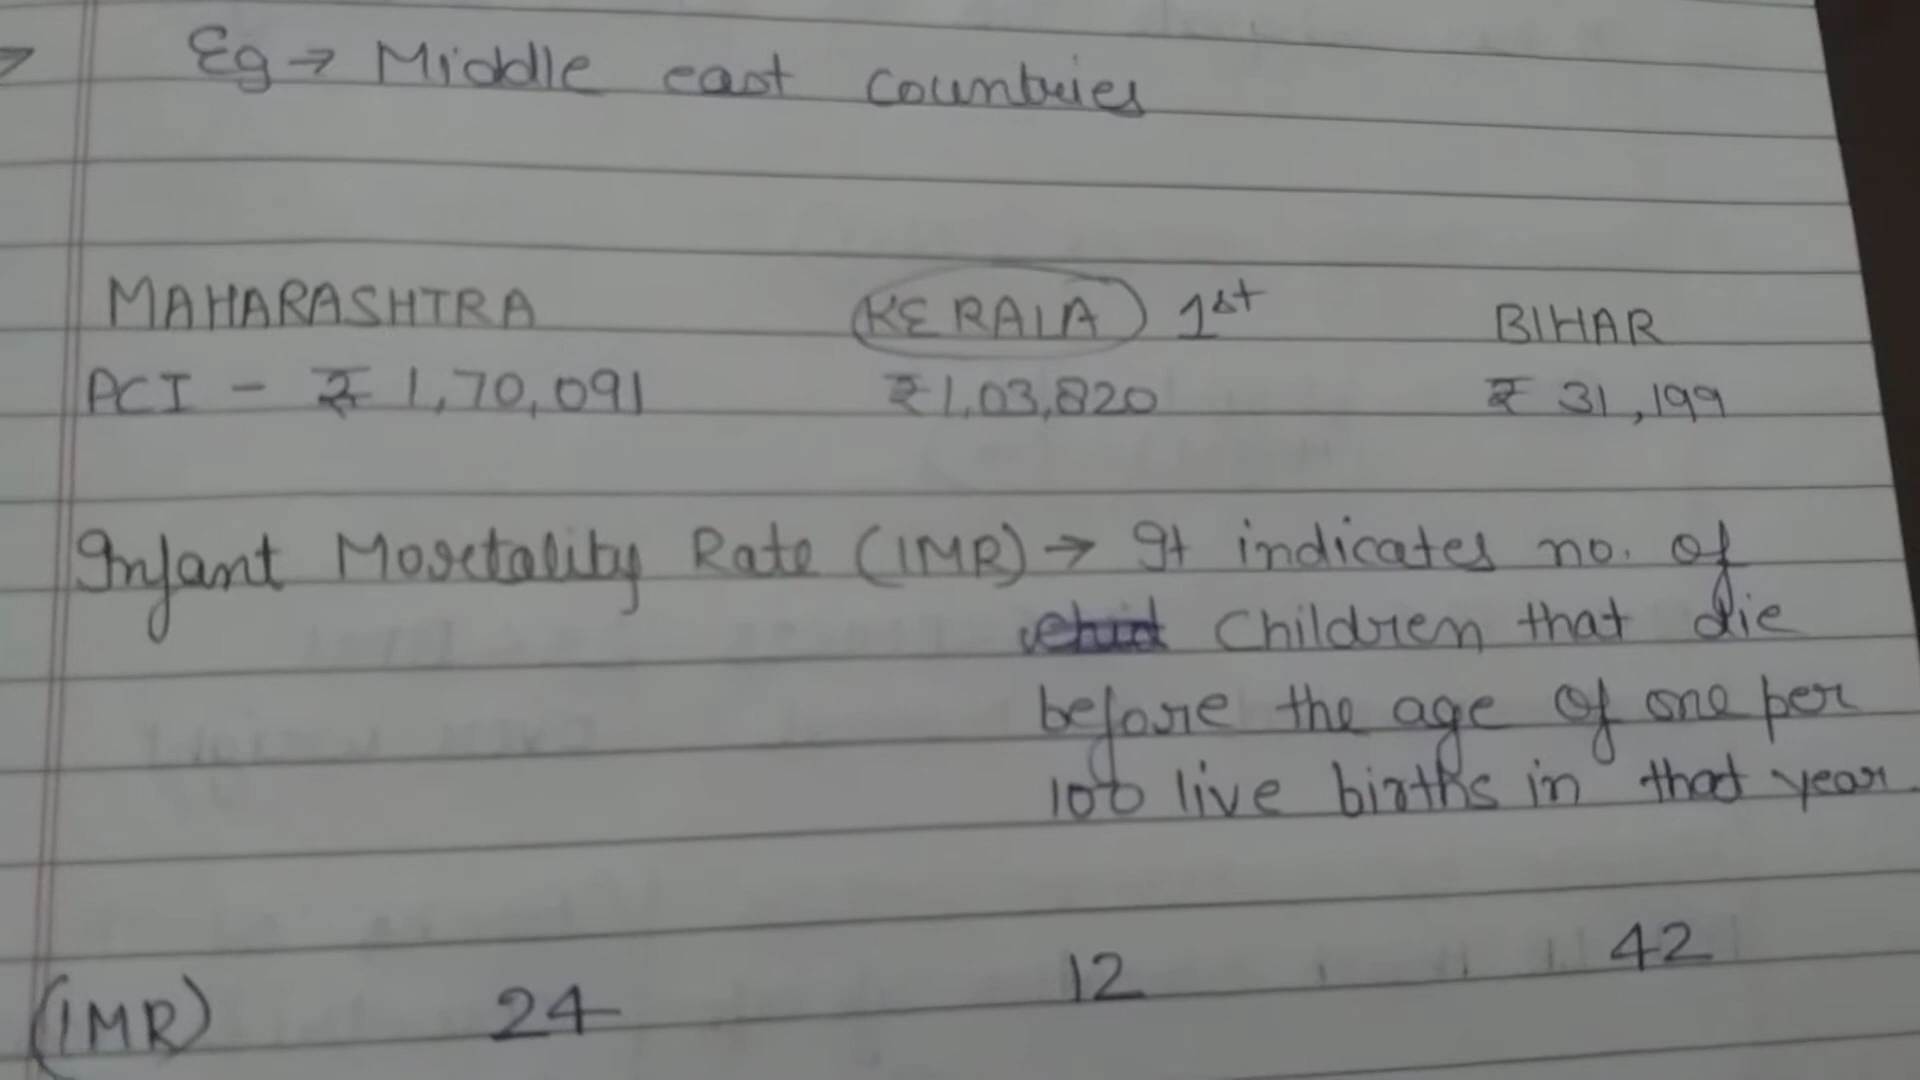 Eg → Middle east countries
MAHARASHTRA KERALA 1st BIHAR
PCI - ₹ 1,70,091 ₹1,03,820 ₹ 31,199
Infant Mortality Rate (IMR) → It indicates no. of
children that die
before the age of one per
100 live births in that year.
(IMR) 24 12 42